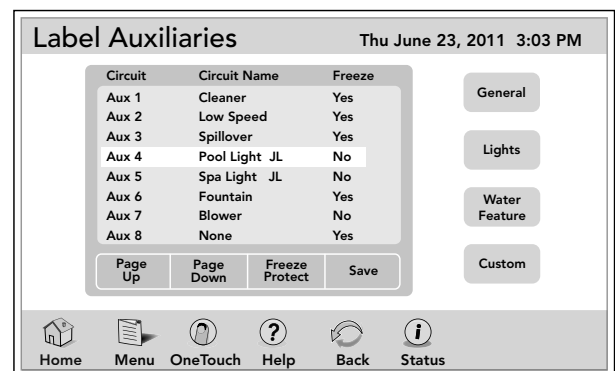 Label Auxiliaries Thu June 23, 2011 3:03 PM
Circuit Circuit Name Freeze
Aux 1 Cleaner Yes
Aux 2 Low Speed Yes
Aux 3 Spillover Yes
Aux 4 Pool Light JL No
Aux 5 Spa Light JL No
Aux 6 Fountain Yes
Aux 7 Blower No
Aux 8 None Yes
Page Up Page Down Freeze Protect Save
General
Lights
Water
Feature
Custom
Home Menu OneTouch Help Back Status